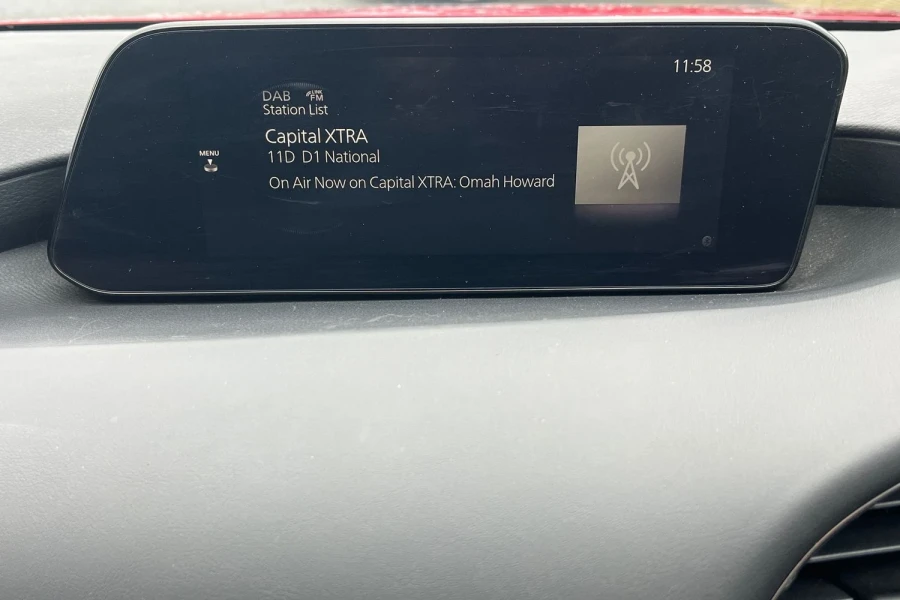 11:58
DAB LINK FM
Station List
Capital XTRA
MENU
11D D1 National
On Air Now on Capital XTRA: Omah Howard